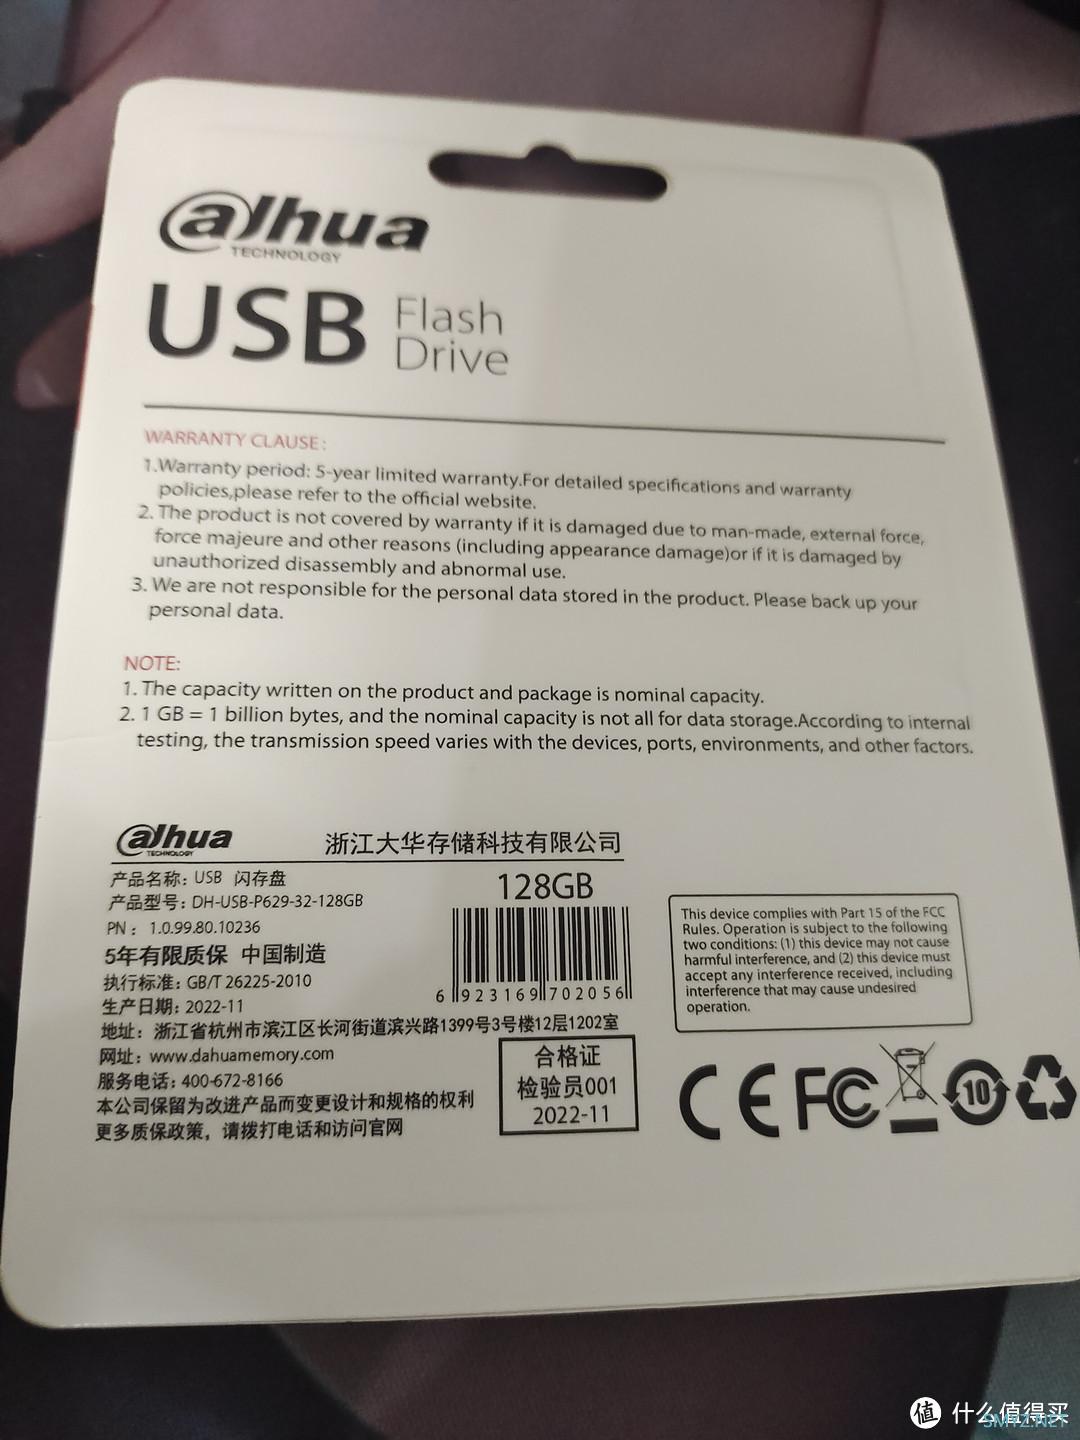 alhua
TECHNOLOGY
USB Flash Drive
WARRANTY CLAUSE:
1.Warranty period: 5-year limited warranty.For detailed specifications and warranty
policies,please refer to the official website.
2. The product is not covered by warranty if it is damaged due to man-made, external force,
force majeure and other reasons (including appearance damage)or if it is damaged by
unauthorized disassembly and abnormal use.
3. We are not responsible for the personal data stored in the product. Please back up your
personal data.
NOTE:
1. The capacity written on the product and package is nominal capacity.
2. 1 GB = 1 billion bytes, and the nominal capacity is not all for data storage.According to internal
testing, the transmission speed varies with the devices, ports, environments, and other factors.
alhua
TECHNOLOGY
浙江大华存储科技有限公司
产品名称: USB 闪存盘
产品型号: DH-USB-P629-32-128GB
PN： 1.0.99.80.10236
5年有限质保 中国制造
执行标准: GB/T 26225-2010
生产日期: 2022-11
地址：浙江省杭州市滨江区长河街道滨兴路1399号3号楼12层1202室
网址: www.dahuamemory.com
服务电话: 400-672-8166
本公司保留为改进产品而变更设计和规格的权利
更多质保政策，请拨打电话和访问官网
128GB
6 923169 702056
合格证
检验员001
2022-11
This device complies with Part 15 of the FCC
Rules. Operation is subject to the following
two conditions: (1) this device may not cause
harmful interference, and (2) this device must
accept any interference received, including
interference that may cause undesired
operation.
CE FC 10
值 什么值得买
SMYZ.NET